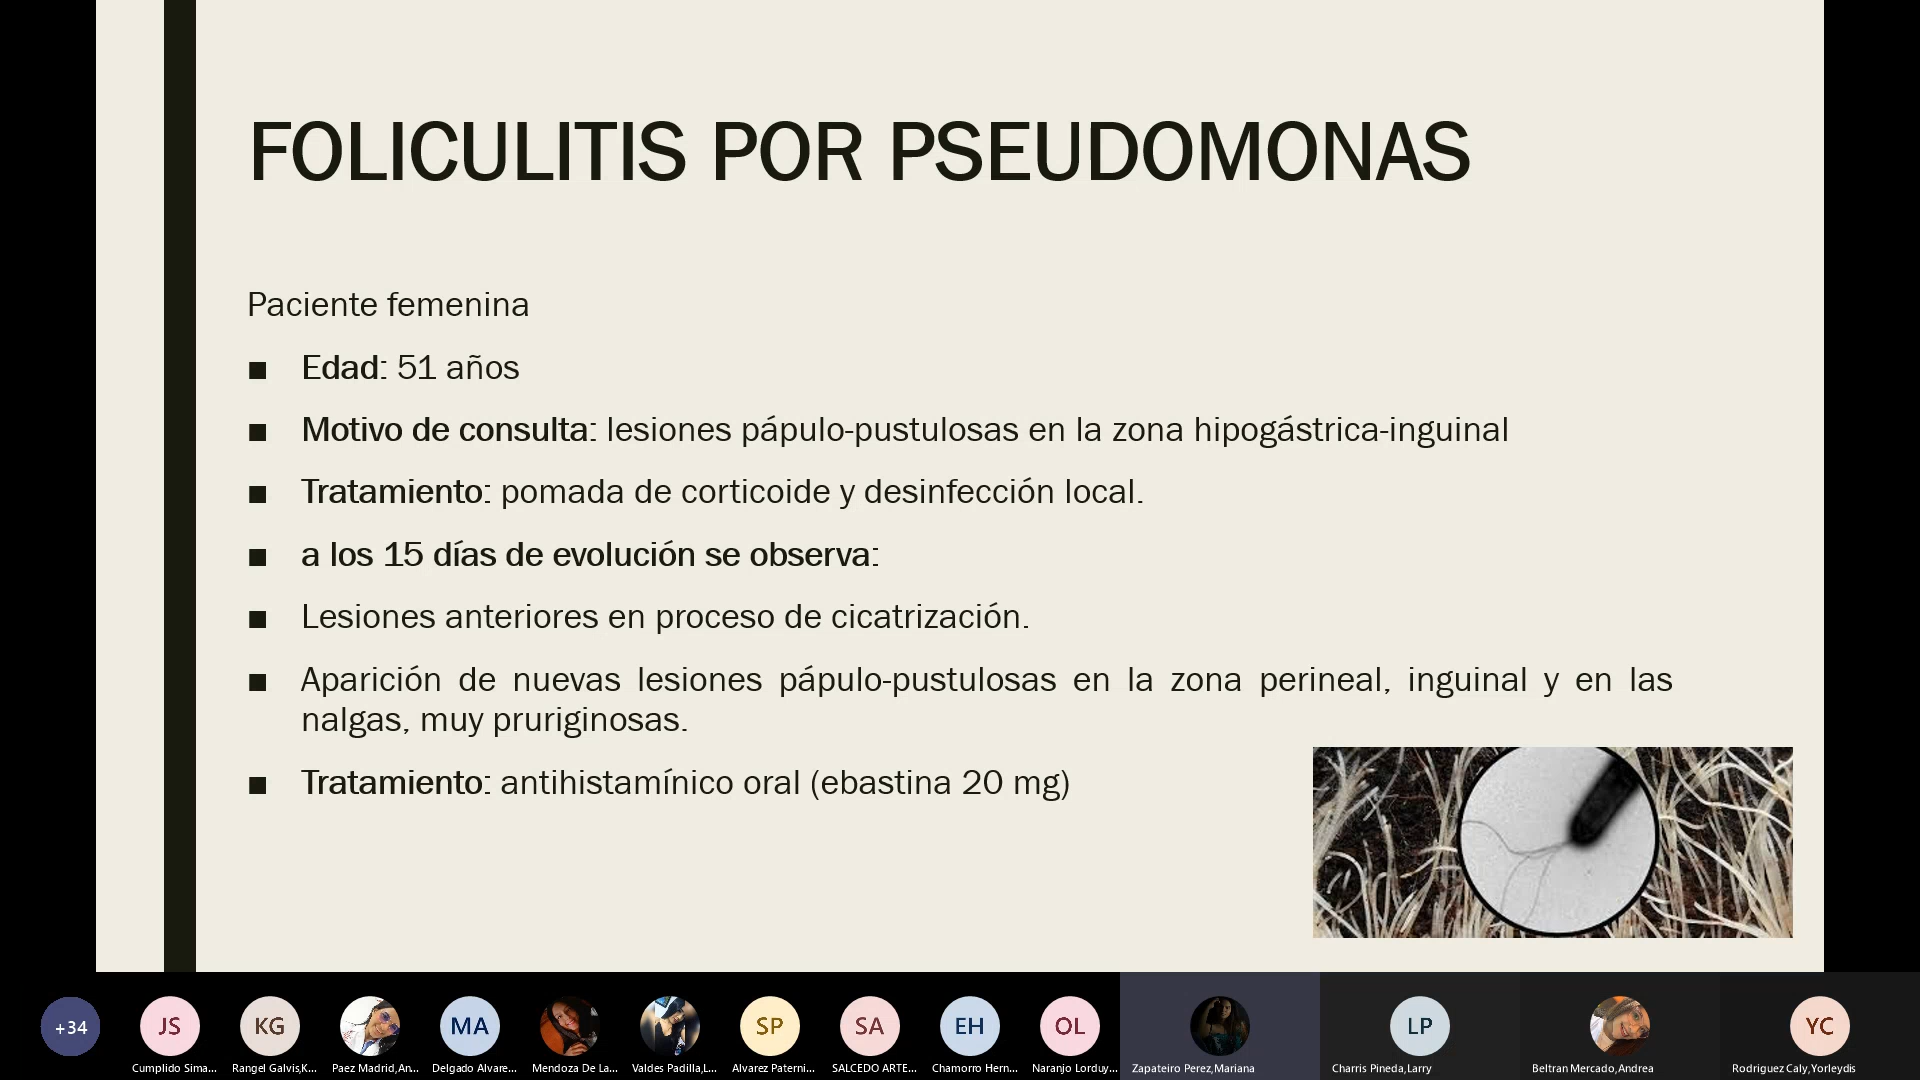 FOLICULITIS POR PSEUDOMONAS
Paciente femenina
■ Edad: 51 años
■ Motivo de consulta: lesiones pápulo-pustulosas en la zona hipogástrica-inguinal
■ Tratamiento: pomada de corticoide y desinfección local.
■ a los 15 días de evolución se observa:
■ Lesiones anteriores en proceso de cicatrización.
■ Aparición de nuevas lesiones pápulo-pustulosas en la zona perineal, inguinal y en las
nalgas, muy pruriginosas.
■ Tratamiento: antihistamínico oral (ebastina 20 mg)
+34 JS KG MA SP SA EH OL LP YC
Cumplido Sima... Rangel Galvis,K... Paez Madrid,An... Delgado Alvare... Mendoza De La... Valdes Padilla,L... Alvarez Paterni... SALCEDO ARTE... Chamorro Hern... Naranjo Lorduy... Zapateiro Perez,Mariana Charris Pineda,Larry Beltran Mercado,Andrea Rodriguez Caly,Yorleydis